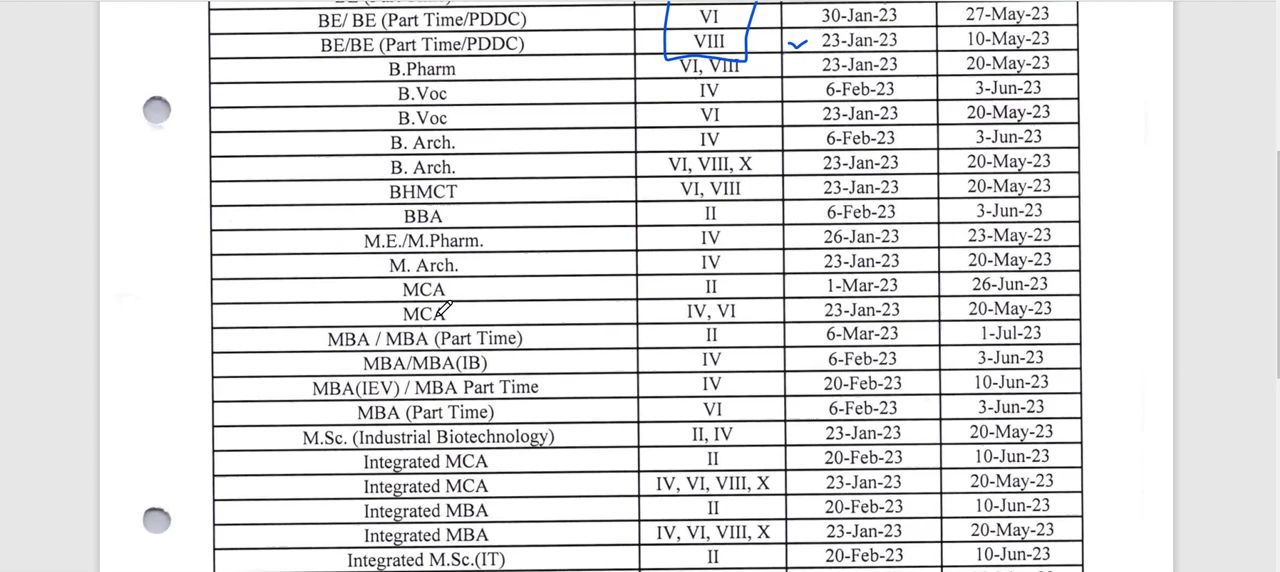 BE/ BE (Part Time/PDDC) VI 30-Jan-23 27-May-23
BE/BE (Part Time/PDDC) VIII 23-Jan-23 10-May-23
B.Pharm VI, VIII 23-Jan-23 20-May-23
B.Voc IV 6-Feb-23 3-Jun-23
B.Voc VI 23-Jan-23 20-May-23
B. Arch. IV 6-Feb-23 3-Jun-23
B. Arch. VI, VIII, X 23-Jan-23 20-May-23
BHMCT VI, VIII 23-Jan-23 20-May-23
BBA II 6-Feb-23 3-Jun-23
M.E./M.Pharm. IV 26-Jan-23 23-May-23
M. Arch. IV 23-Jan-23 20-May-23
MCA II 1-Mar-23 26-Jun-23
MCA IV, VI 23-Jan-23 20-May-23
MBA / MBA (Part Time) II 6-Mar-23 1-Jul-23
MBA/MBA(IB) IV 6-Feb-23 3-Jun-23
MBA(IEV) / MBA Part Time IV 20-Feb-23 10-Jun-23
MBA (Part Time) VI 6-Feb-23 3-Jun-23
M.Sc. (Industrial Biotechnology) II, IV 23-Jan-23 20-May-23
Integrated MCA II 20-Feb-23 10-Jun-23
Integrated MCA IV, VI, VIII, X 23-Jan-23 20-May-23
Integrated MBA II 20-Feb-23 10-Jun-23
Integrated MBA IV, VI, VIII, X 23-Jan-23 20-May-23
Integrated M.Sc.(IT) II 20-Feb-23 10-Jun-23